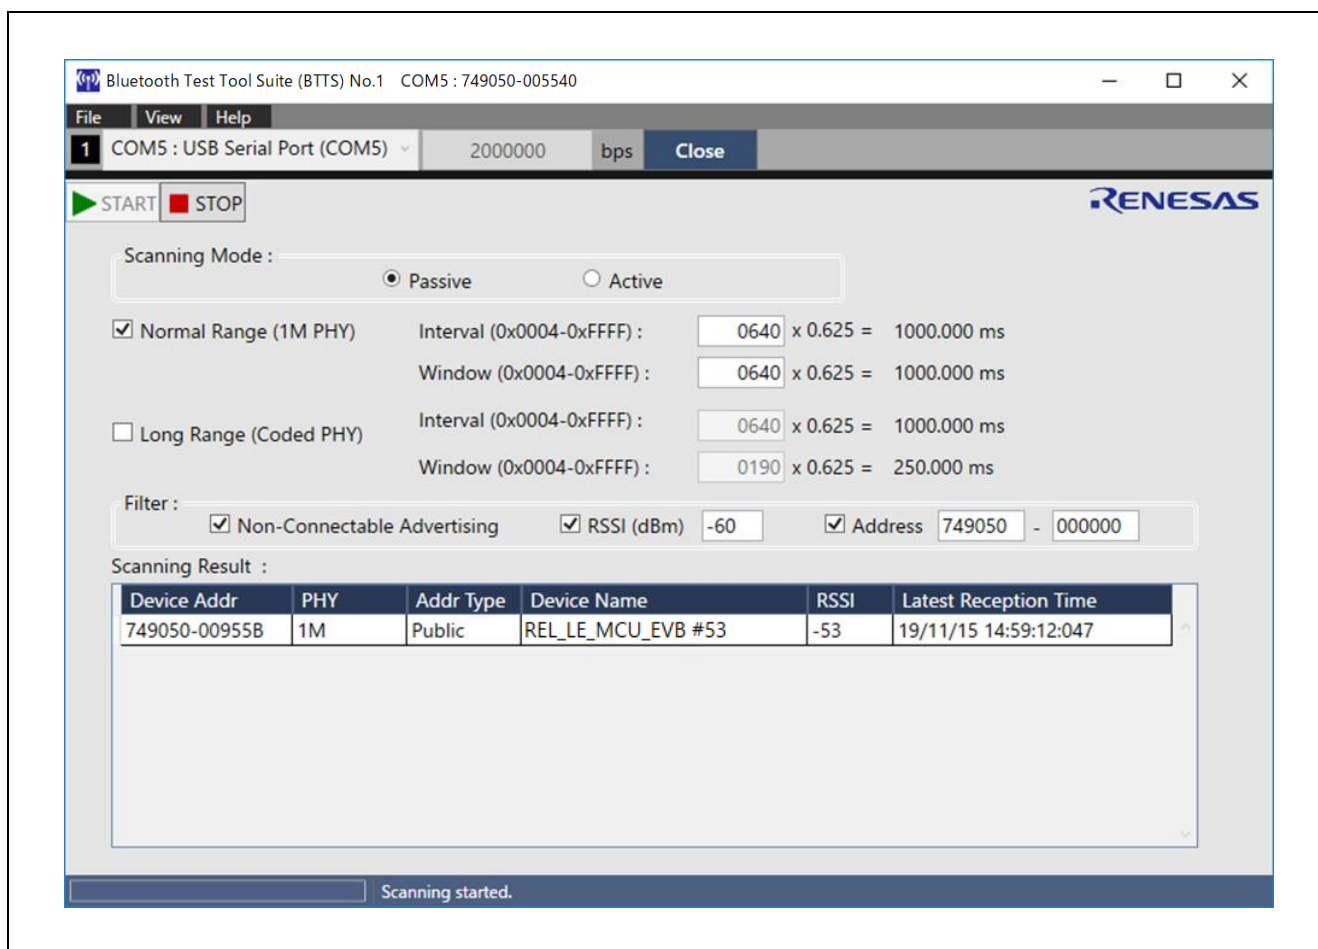 Bluetooth Test Tool Suite (BTTS) No.1 COM5 : 749050-005540
File View Help
1 COM5 : USB Serial Port (COM5) 2000000 bps Close
START STOP RENESAS
Scanning Mode :
Passive Active
Normal Range (1M PHY) Interval (0x0004-0xFFFF) : 0640 x 0.625 = 1000.000 ms
Window (0x0004-0xFFFF) : 0640 x 0.625 = 1000.000 ms
Long Range (Coded PHY) Interval (0x0004-0xFFFF) : 0640 x 0.625 = 1000.000 ms
Window (0x0004-0xFFFF) : 0190 x 0.625 = 250.000 ms
Filter :
Non-Connectable Advertising RSSI (dBm) -60 Address 749050 - 000000
Scanning Result :
Device Addr PHY Addr Type Device Name RSSI Latest Reception Time
749050-00955B 1M Public REL_LE_MCU_EVB #53 -53 19/11/15 14:59:12:047
Scanning started.